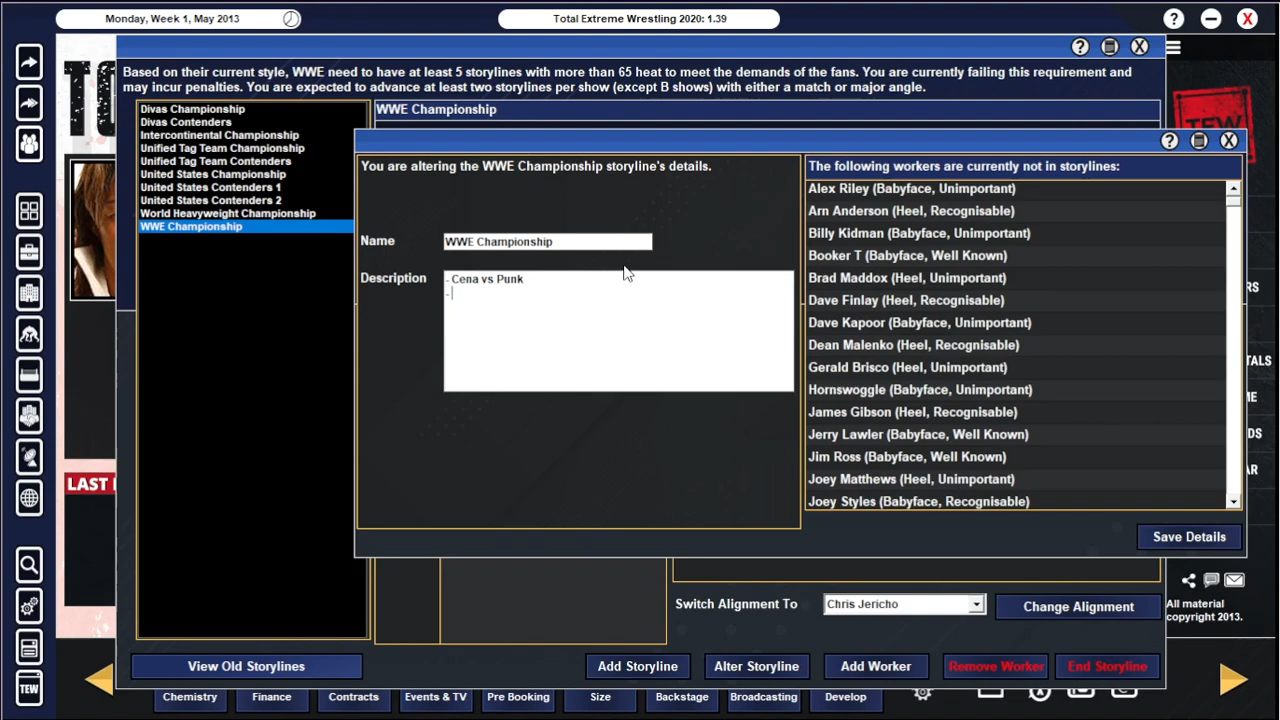 Monday, Week 1, May 2013
Total Extreme Wrestling 2020: 1.39
Based on their current style, WWE need to have at least 5 storylines with more than 65 heat to meet the demands of the fans. You are currently failing this requirement and
may incur penalties. You are expected to advance at least two storylines per show (except B shows) with either a match or major angle.
Divas Championship
Divas Contenders
Intercontinental Championship
Unified Tag Team Championship
Unified Tag Team Contenders
United States Championship
United States Contenders 1
United States Contenders 2
World Heavyweight Championship
WWE Championship
WWE Championship
You are altering the WWE Championship storyline's details.
Name
WWE Championship
Description
- Cena vs Punk
-
The following workers are currently not in storylines:
Alex Riley (Babyface, Unimportant)
Arn Anderson (Heel, Recognisable)
Billy Kidman (Babyface, Unimportant)
Booker T (Babyface, Well Known)
Brad Maddox (Heel, Unimportant)
Dave Finlay (Heel, Recognisable)
Dave Kapoor (Babyface, Unimportant)
Dean Malenko (Heel, Recognisable)
Gerald Brisco (Heel, Unimportant)
Hornswoggle (Babyface, Unimportant)
James Gibson (Heel, Recognisable)
Jerry Lawler (Babyface, Well Known)
Jim Ross (Babyface, Well Known)
Joey Matthews (Heel, Unimportant)
Joey Styles (Babyface, Recognisable)
Save Details
Switch Alignment To
Chris Jericho
Change Alignment
View Old Storylines
Add Storyline
Alter Storyline
Add Worker
Remove Worker
End Storyline
All material
copyright 2013.
Chemistry
Finance
Contracts
Events & TV
Pre Booking
Size
Backstage
Broadcasting
Develop
TEW
TEW